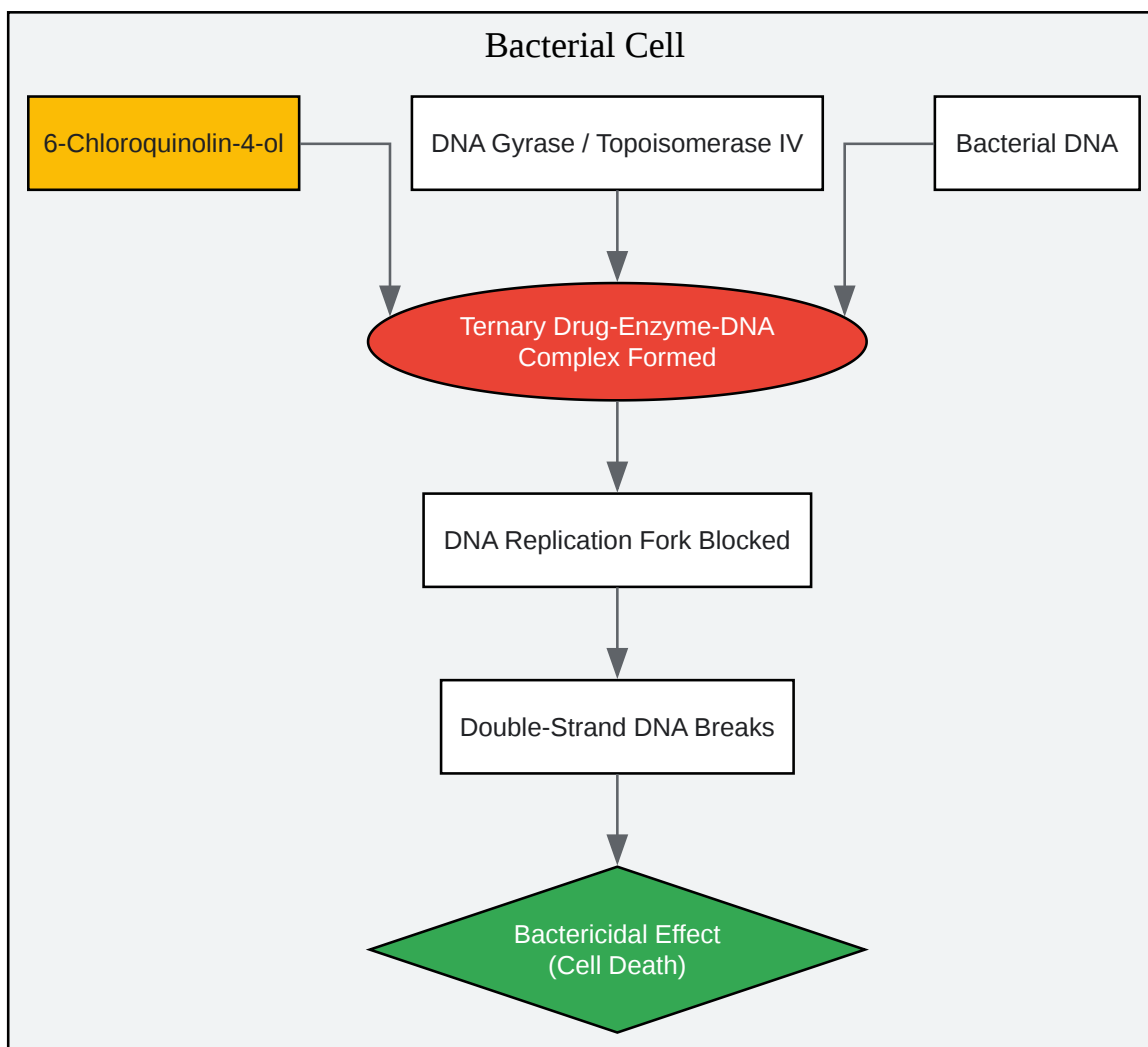 Bacterial Cell
6-Chloroquinolin-4-ol
DNA Gyrase / Topoisomerase IV
Bacterial DNA
Ternary Drug-Enzyme-DNA
Complex Formed
DNA Replication Fork Blocked
Double-Strand DNA Breaks
Bactericidal Effect
(Cell Death)